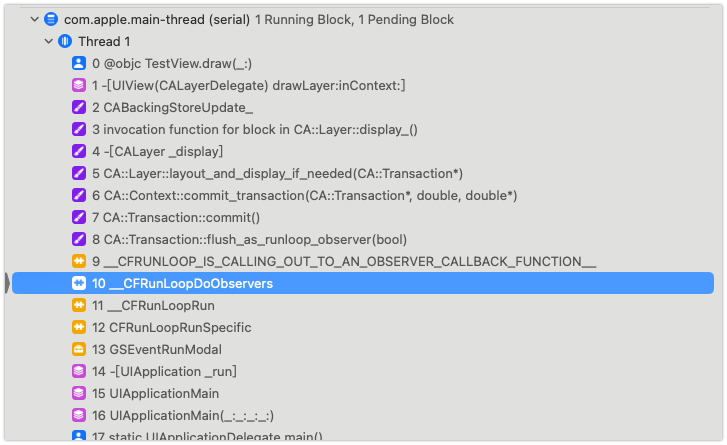 com.apple.main-thread (serial) 1 Running Block, 1 Pending Block
Thread 1
0 @objc TestView.draw(_:)
1 -[UIView(CALayerDelegate) drawLayer:inContext:]
2 CABackingStoreUpdate_
3 invocation function for block in CA::Layer::display_()
4 -[CALayer _display]
5 CA::Layer::layout_and_display_if_needed(CA::Transaction*)
6 CA::Context::commit_transaction(CA::Transaction*, double, double*)
7 CA::Transaction::commit()
8 CA::Transaction::flush_as_runloop_observer(bool)
9 __CFRUNLOOP_IS_CALLING_OUT_TO_AN_OBSERVER_CALLBACK_FUNCTION__
10 __CFRunLoopDoObservers
11 __CFRunLoopRun
12 CFRunLoopRunSpecific
13 GSEventRunModal
14 -[UIApplication _run]
15 UIApplicationMain
16 UIApplicationMain(_:_:_:_:)
17 static UIApplicationDelegate.main()